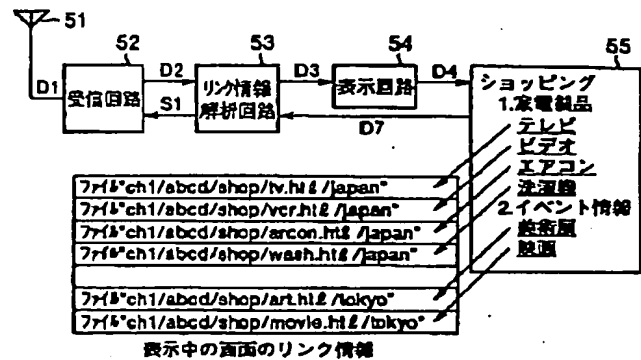 51
52
53
54
55
D1
受信回路
D2
S1
リンク情報
解析回路
D3
表示回路
D4
D7
ショッピング
1.家電製品
テレビ
ビデオ
エアコン
洗濯機
2.イベント情報
美術展
映画
ファイル"ch1/abcd/shop/tv.htℓ/japan"
ファイル"ch1/abcd/shop/vcr.htℓ/japan"
ファイル"ch1/abcd/shop/arcon.htℓ/japan"
ファイル"ch1/abcd/shop/wash.htℓ/japan"
ファイル"ch1/abcd/shop/art.htℓ/tokyo"
ファイル"ch1/abcd/shop/movie.htℓ/tokyo"
表示中の画面のリンク情報